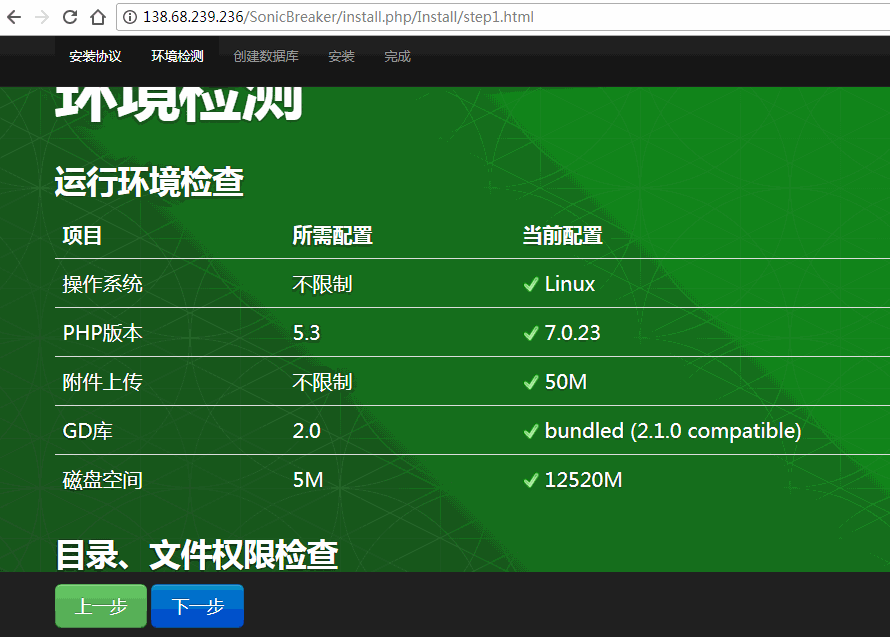 138.68.239.236/SonicBreaker/install.php/Install/step1.html
安装协议 环境检测 创建数据库 安装 完成
环境检测
运行环境检查
项目 所需配置 当前配置
操作系统 不限制 Linux
PHP版本 5.3 7.0.23
附件上传 不限制 50M
GD库 2.0 bundled (2.1.0 compatible)
磁盘空间 5M 12520M
目录、文件权限检查
上一步 下一步